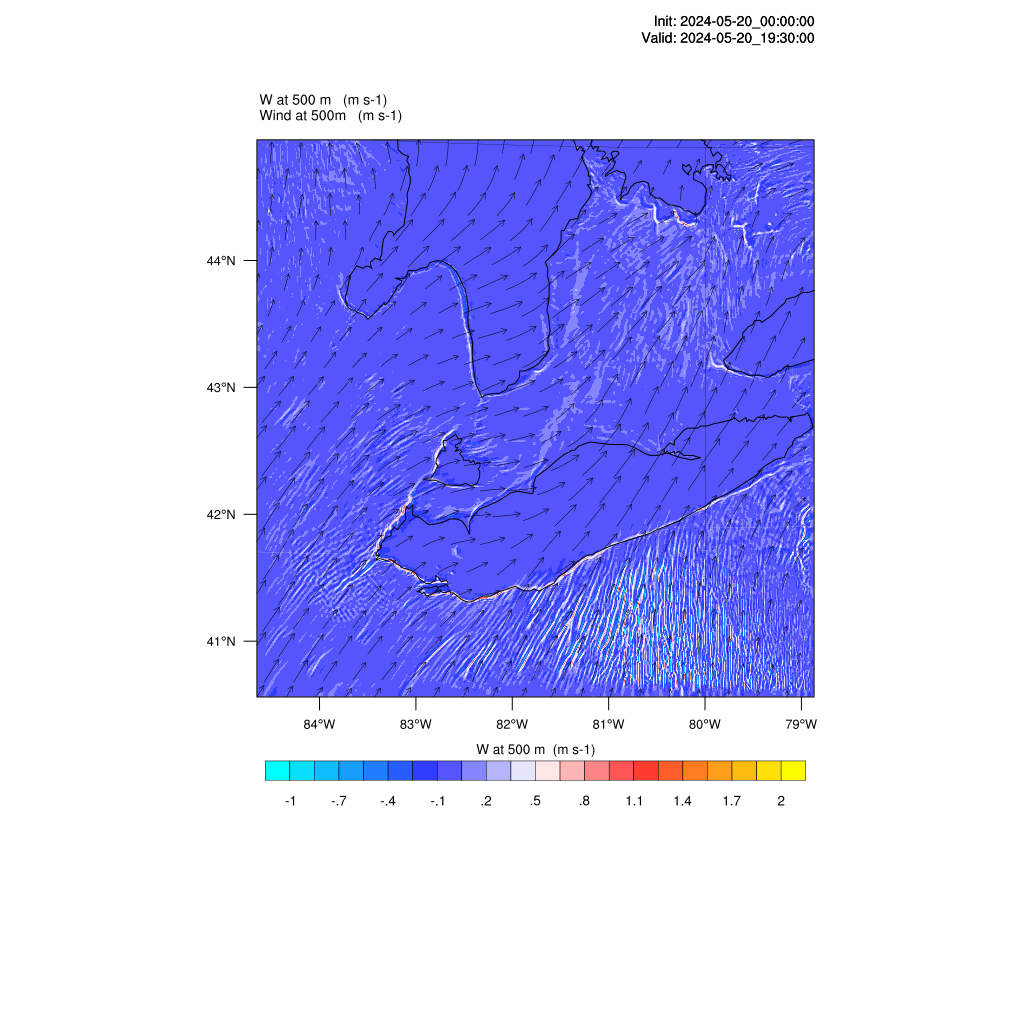 Init: 2024-05-20_00:00:00
Valid: 2024-05-20_19:30:00
W at 500 m (m s-1)
Wind at 500m (m s-1)
44°N
43°N
42°N
41°N
84°W 83°W 82°W 81°W 80°W 79°W
W at 500 m (m s-1)
-1 -.7 -.4 -.1 .2 .5 .8 1.1 1.4 1.7 2